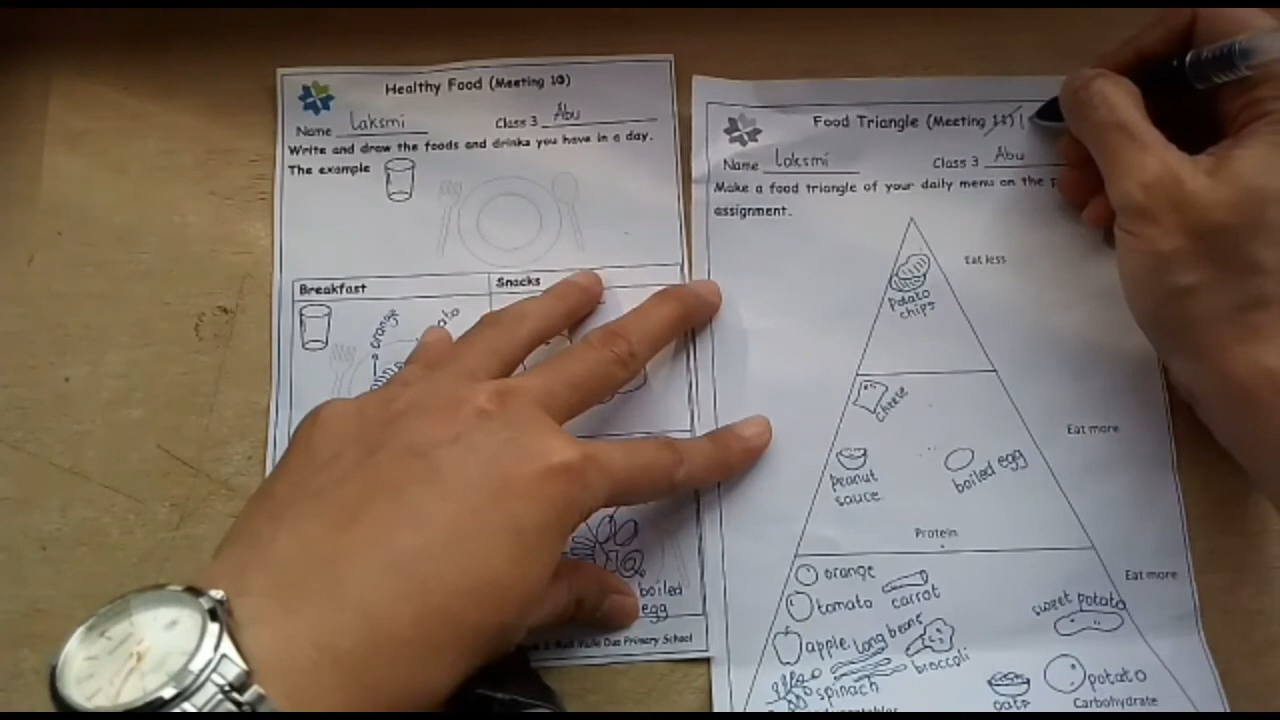 Healthy Food (Meeting 10)
Name Laksmi Class 3 Abu
Write and draw the foods and drinks you have in a day.
The example
Breakfast
Snacks
orange
boiled
egg
Primary School
Food Triangle (Meeting
Name Laksmi Class 3 Abu
Make a food triangle of your daily menu on the
assignment.
Eat less
Potato
chips
cheese
Eat more
peanut
sauce
boiled egg
Protein
Eat more
orange
carrot
tomato
sweet potato
apple
long beans
broccoli
spinach
oats
potato
Carbohydrate